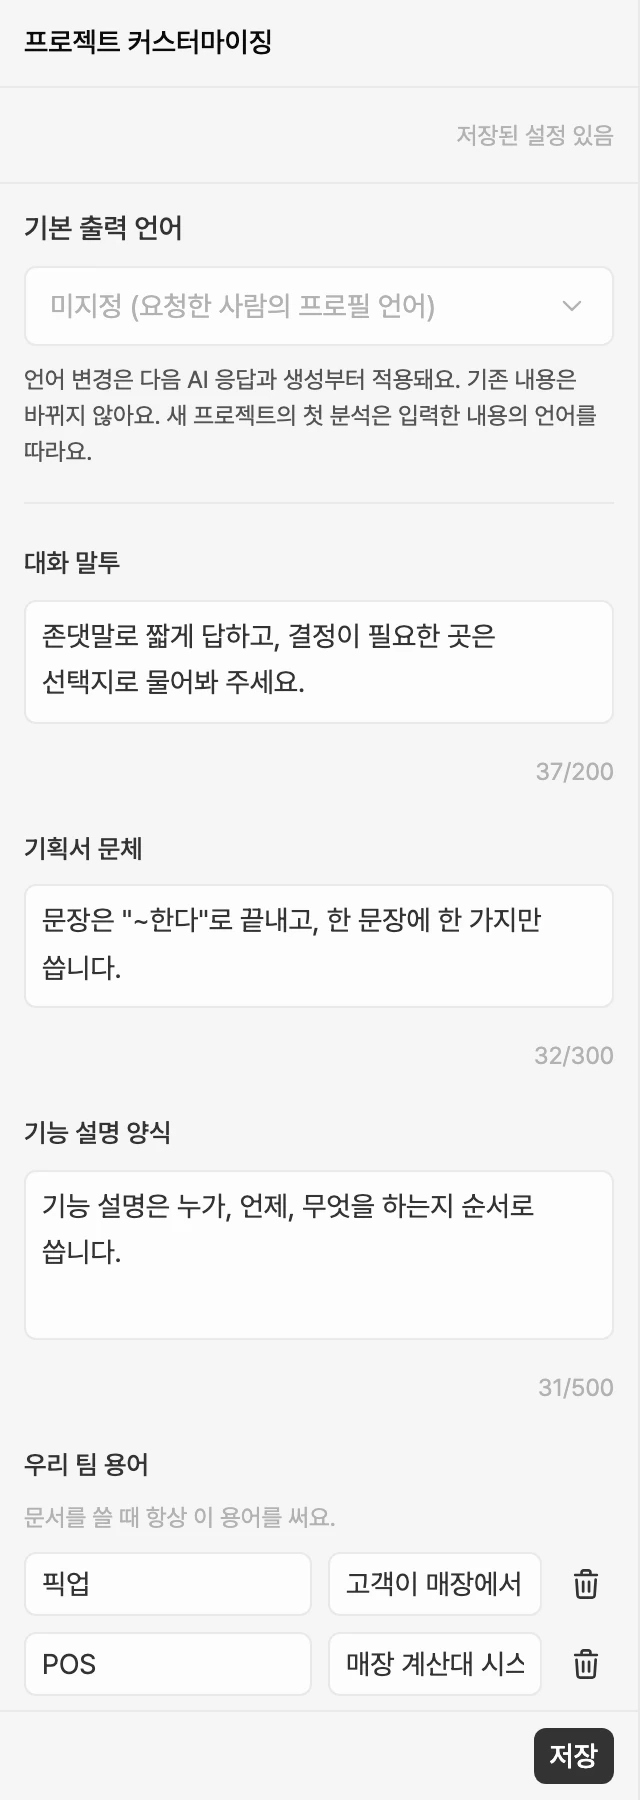 프로젝트 커스터마이징
저장된 설정 있음
기본 출력 언어
미지정 (요청한 사람의 프로필 언어)
언어 변경은 다음 AI 응답과 생성부터 적용돼요. 기존 내용은
바뀌지 않아요. 새 프로젝트의 첫 분석은 입력한 내용의 언어를
따라요.
대화 말투
존댓말로 짧게 답하고, 결정이 필요한 곳은
선택지로 물어봐 주세요.
37/200
기획서 문체
문장은 "~한다"로 끝내고, 한 문장에 한 가지만
씁니다.
32/300
기능 설명 양식
기능 설명은 누가, 언제, 무엇을 하는지 순서로
씁니다.
31/500
우리 팀 용어
문서를 쓸 때 항상 이 용어를 써요.
픽업 고객이 매장에서
POS 매장 계산대 시스
저장